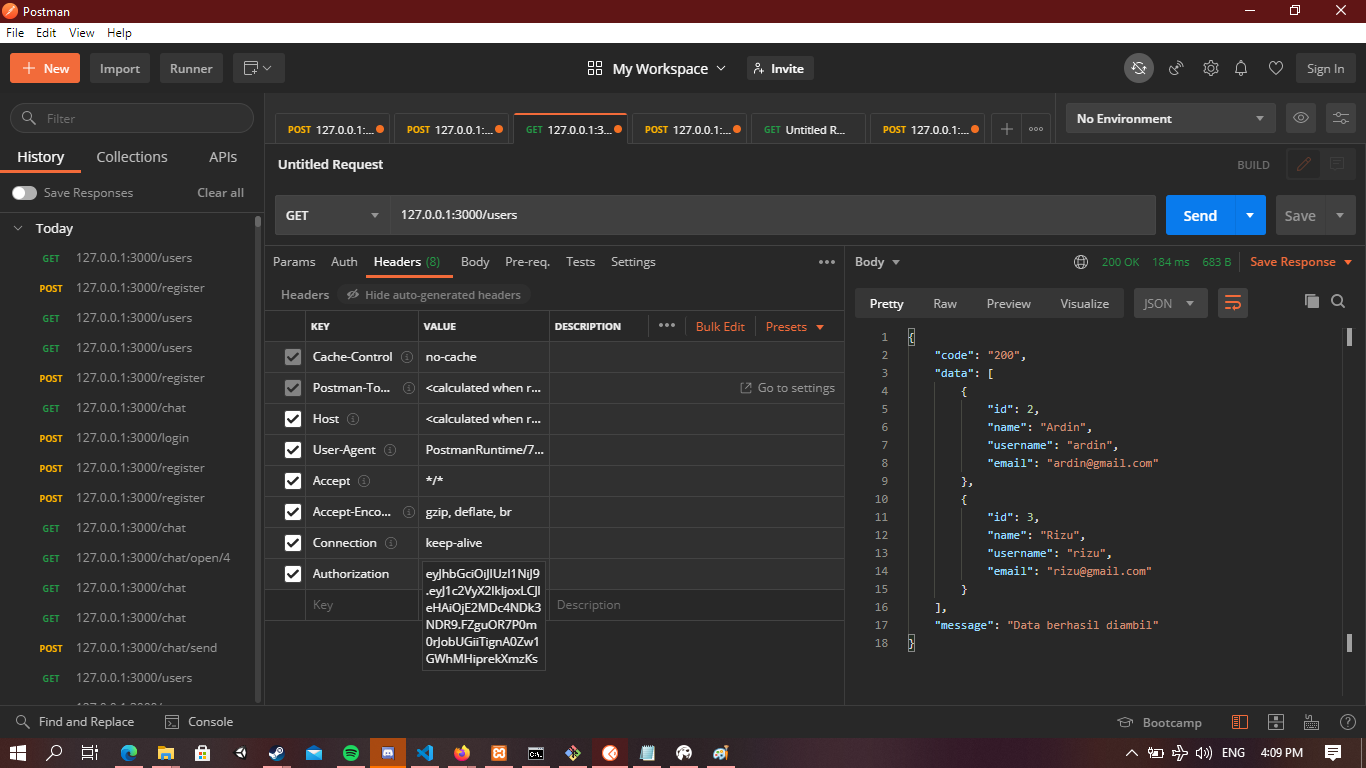 Postman
File Edit View Help
+ New Import Runner My Workspace Invite Sign In
Filter
History Collections APIs
Save Responses Clear all
Today
GET 127.0.0.1:3000/users
POST 127.0.0.1:3000/register
GET 127.0.0.1:3000/users
GET 127.0.0.1:3000/users
POST 127.0.0.1:3000/register
GET 127.0.0.1:3000/chat
POST 127.0.0.1:3000/login
POST 127.0.0.1:3000/register
POST 127.0.0.1:3000/register
GET 127.0.0.1:3000/chat
GET 127.0.0.1:3000/chat/open/4
GET 127.0.0.1:3000/chat
GET 127.0.0.1:3000/chat
POST 127.0.0.1:3000/chat/send
GET 127.0.0.1:3000/users
POST 127.0.0.1:... POST 127.0.0.1:... GET 127.0.0.1:3... POST 127.0.0.1:... GET Untitled R... POST 127.0.0.1:... No Environment
Untitled Request BUILD
GET 127.0.0.1:3000/users Send Save
Params Auth Headers (8) Body Pre-req. Tests Settings
Headers Hide auto-generated headers
KEY VALUE DESCRIPTION Bulk Edit Presets
Cache-Control no-cache
Postman-To... <calculated when r... Go to settings
Host <calculated when r...
User-Agent PostmanRuntime/7...
Accept */*
Accept-Enco... gzip, deflate, br
Connection keep-alive
Authorization
Key Description
Body 200 OK 184 ms 683 B Save Response
Pretty Raw Preview Visualize JSON
1 {
2 "code": "200",
3 "data": [
4 {
5 "id": 2,
6 "name": "Ardin",
7 "username": "ardin",
8 "email": "ardin@gmail.com"
9 },
10 {
11 "id": 3,
12 "name": "Rizu",
13 "username": "rizu",
14 "email": "rizu@gmail.com"
15 }
16 ],
17 "message": "Data berhasil diambil"
18 }
Find and Replace Console Bootcamp
ENG 4:09 PM